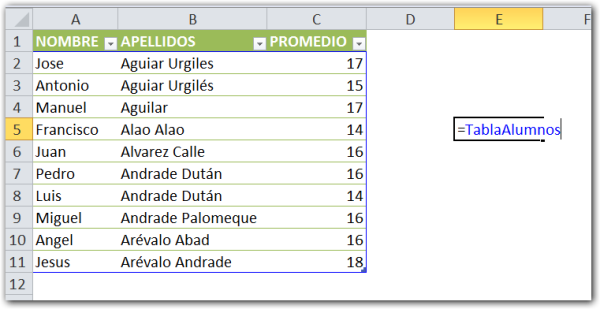 A B C D E F
1 NOMBRE APELLIDOS PROMEDIO
2 Jose Aguiar Urgiles 17
3 Antonio Aguiar Urgilés 15
4 Manuel Aguilar 17
5 Francisco Alao Alao 14 =TablaAlumnos
6 Juan Alvarez Calle 16
7 Pedro Andrade Dután 16
8 Luis Andrade Dután 14
9 Miguel Andrade Palomeque 16
10 Angel Arévalo Abad 16
11 Jesus Arévalo Andrade 18
12